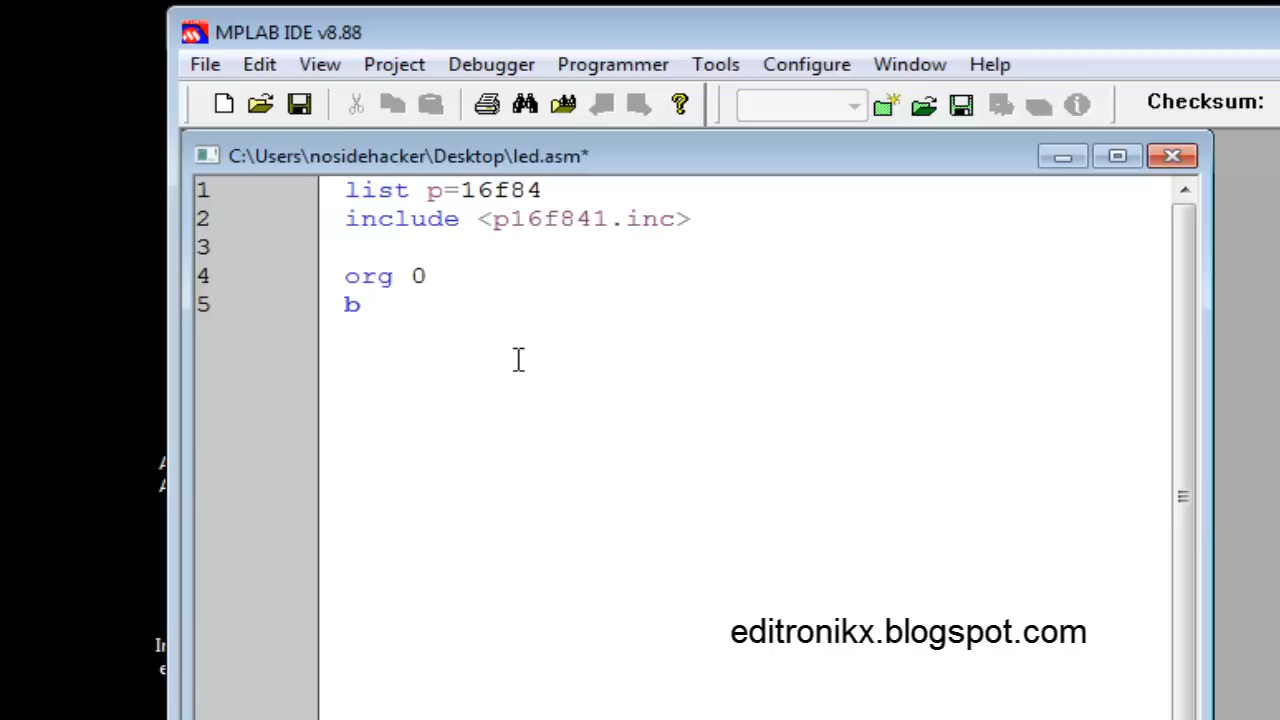 MPLAB IDE v8.88
File Edit View Project Debugger Programmer Tools Configure Window Help
Checksum:
C:\Users\nosidehacker\Desktop\led.asm*
1 list p=16f84
2 include <p16f841.inc>
3
4 org 0
5 b
editronikx.blogspot.com